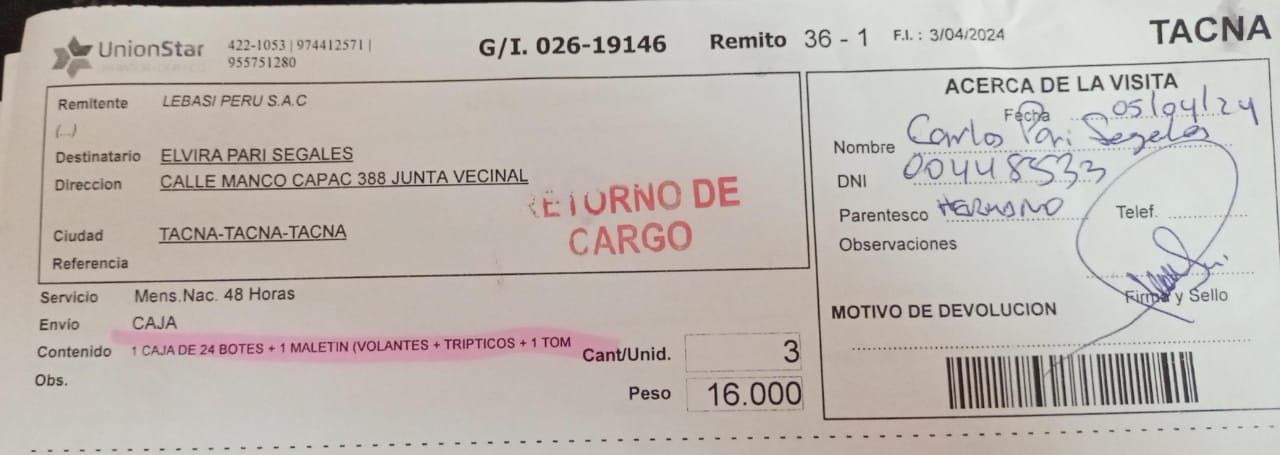 UnionStar 422-1053 | 974412571 |
955751280
G/I. 026-19146 Remito 36 - 1 F.I. : 3/04/2024 TACNA
Remitente LEBASI PERU S.A.C
(...)
Destinatario ELVIRA PARI SEGALES
Direccion CALLE MANCO CAPAC 388 JUNTA VECINAL
RETORNO DE
CARGO
Ciudad TACNA-TACNA-TACNA
Referencia
Servicio Mens.Nac. 48 Horas
Envío CAJA
Contenido 1 CAJA DE 24 BOTES + 1 MALETIN (VOLANTES + TRIPTICOS + 1 TOM
Obs.
Cant/Unid. 3
Peso 16.000
ACERCA DE LA VISITA
Fecha 05/04/24
Nombre Carlos Pari Segales
DNI 00448533
Parentesco HERMANO Telef.
Observaciones
Firma y Sello
MOTIVO DE DEVOLUCION